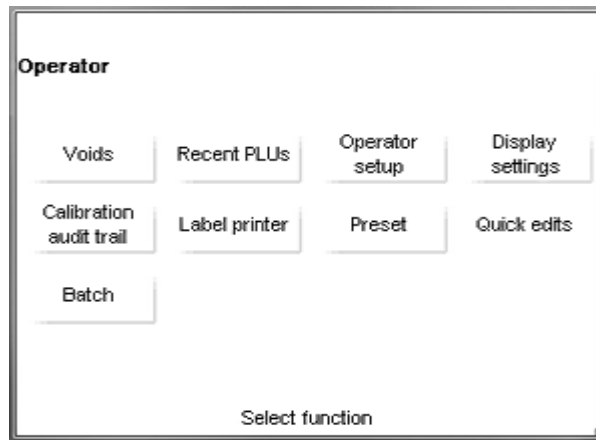 Operator
Voids
Recent PLUs
Operator
setup
Display
settings
Calibration
audit trail
Label printer
Preset
Quick edits
Batch
Select function